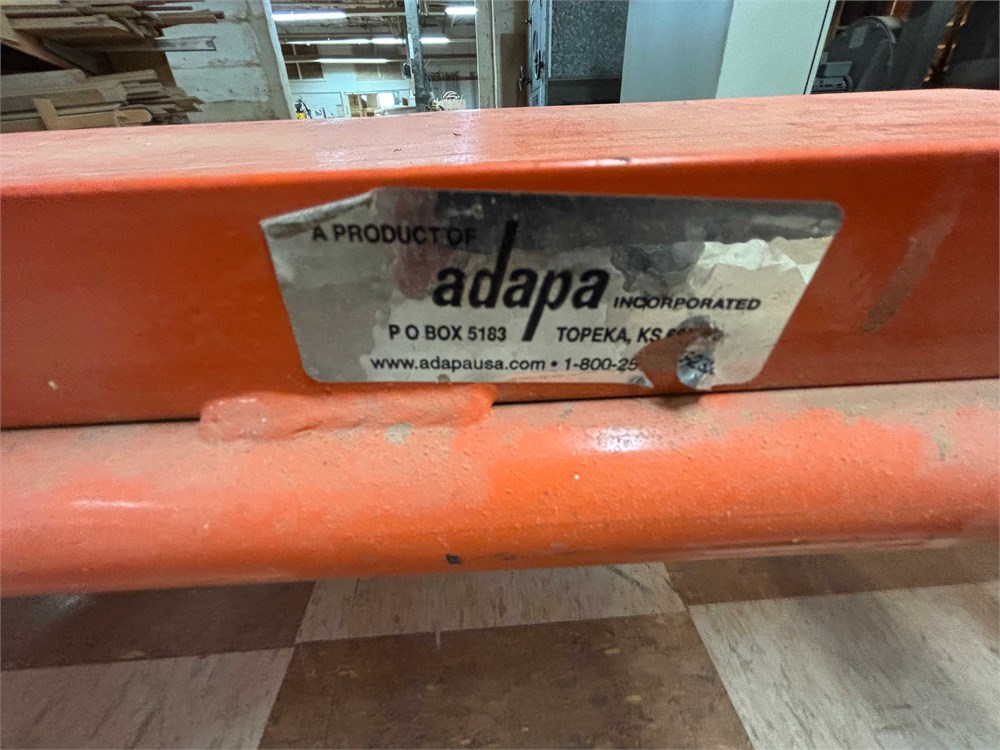 A PRODUCT OF
adapa INCORPORATED
P O BOX 5183 TOPEKA, KS
www.adapausa.com • 1-800-25